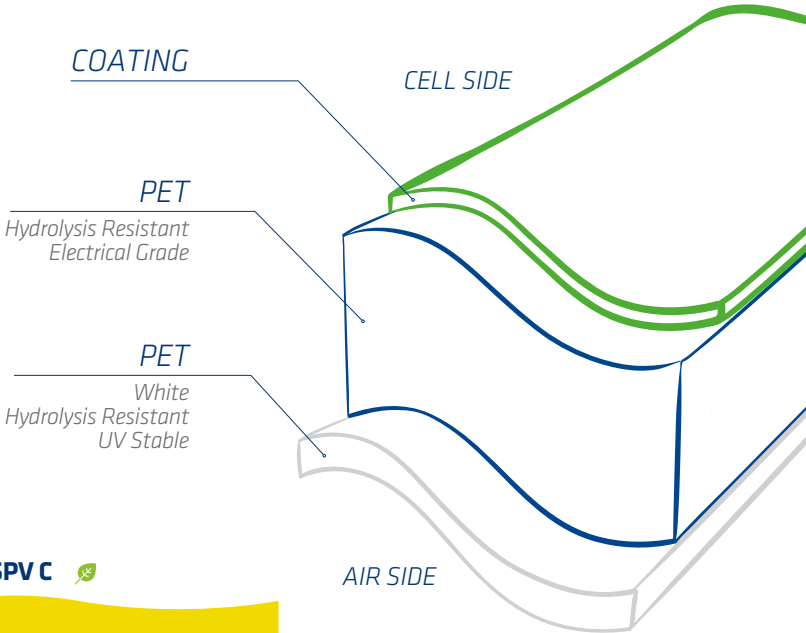 COATING
CELL SIDE
PET
Hydrolysis Resistant
Electrical Grade
PET
White
Hydrolysis Resistant
UV Stable
SPV C
AIR SIDE